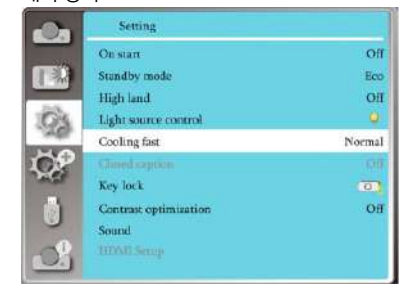 Setting
On start Off
Standby mode Eco
High land Off
Light source control
Cooling fast Normal
Closed caption Off
Key lock
Contrast optimization Off
Sound
HDMI Setup